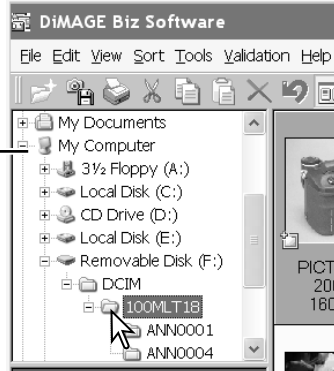 DiMAGE Biz Software
File Edit View Sort Tools Validation Help
My Documents
My Computer
3½ Floppy (A:)
Local Disk (C:)
CD Drive (D:)
Local Disk (E:)
Removable Disk (F:)
DCIM
100MLT18
ANN0001
ANN0004
PICT
200
160